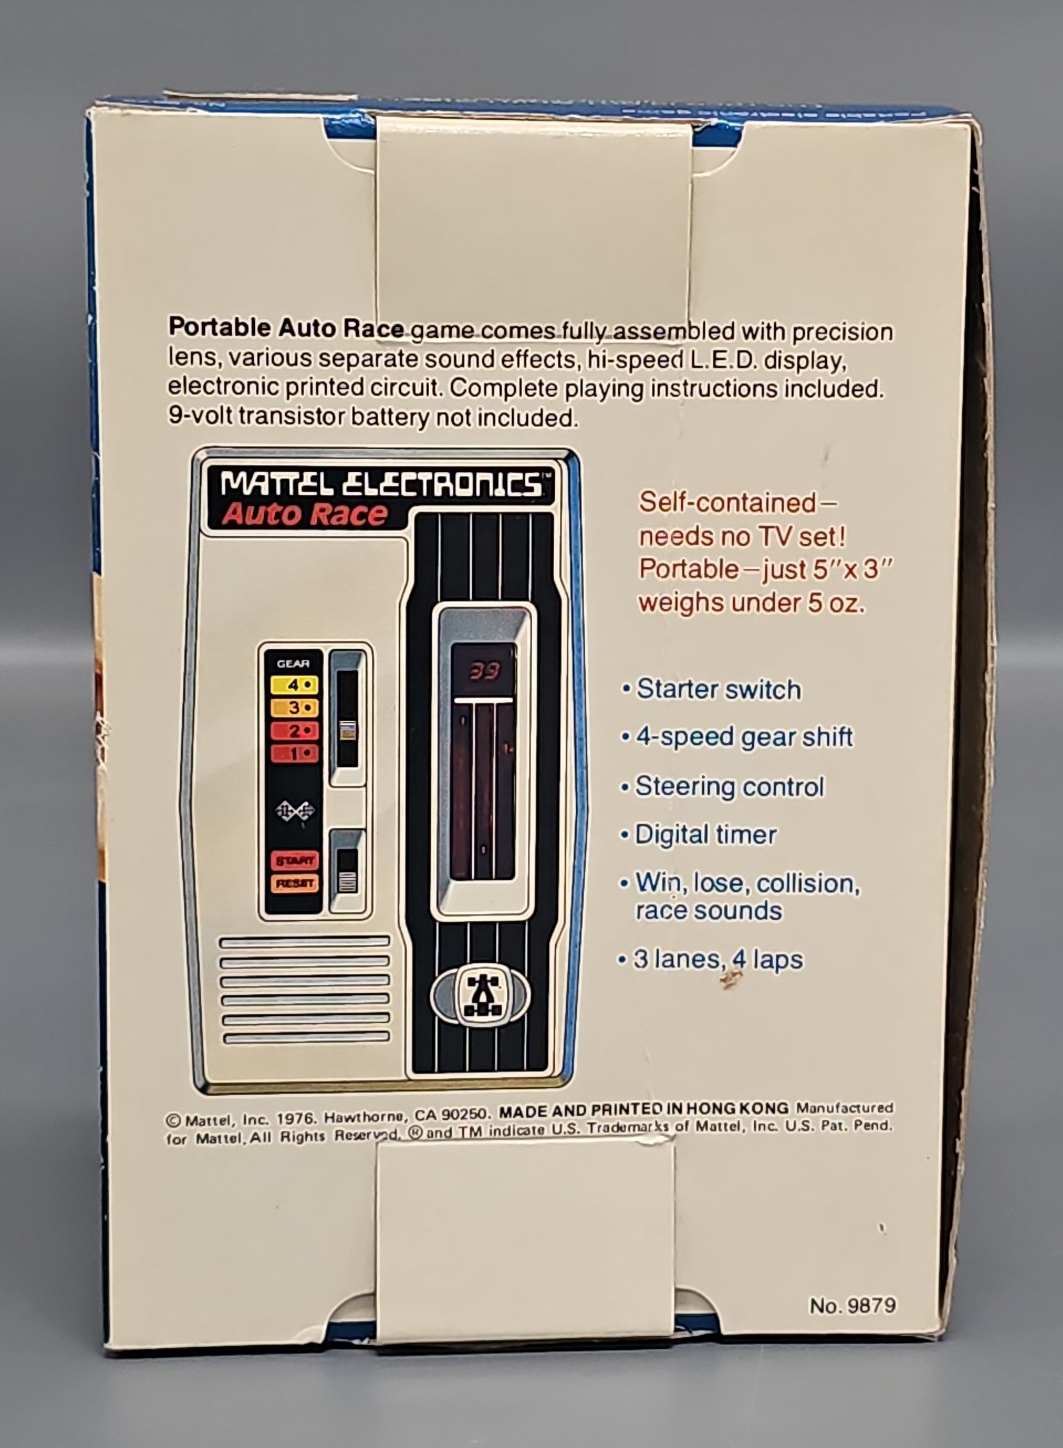 Portable Auto Race game comes fully assembled with precision
lens, various separate sound effects, hi-speed L.E.D. display,
electronic printed circuit. Complete playing instructions included.
9-volt transistor battery not included.
MATTEL ELECTRONICS™
Auto Race
GEAR
4
3
2
1
START
RESET
39
Self-contained–
needs no TV set!
Portable–just 5"x 3"
weighs under 5 oz.
• Starter switch
• 4-speed gear shift
• Steering control
• Digital timer
• Win, lose, collision,
race sounds
• 3 lanes, 4 laps
© Mattel, Inc. 1976. Hawthorne, CA 90250. MADE AND PRINTED IN HONG KONG Manufactured
for Mattel, All Rights Reserved. ® and TM indicate U.S. Trademarks of Mattel, Inc. U.S. Pat. Pend.
No. 9879